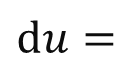 du =